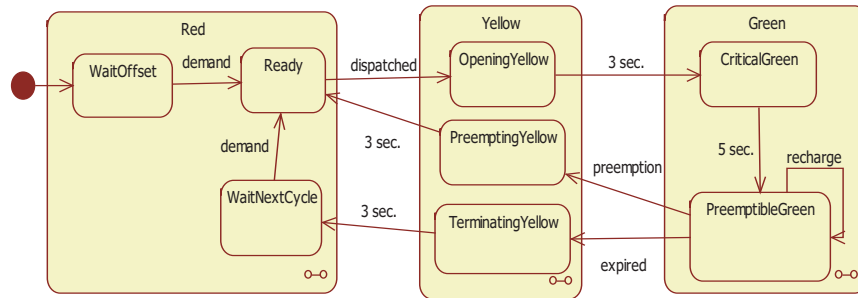 Red
Yellow
Green
WaitOffset
demand
Ready
dispatched
OpeningYellow
3 sec.
CriticalGreen
demand
3 sec.
PreemptingYellow
preemption
5 sec.
recharge
WaitNextCycle
3 sec.
TerminatingYellow
PreemptibleGreen
expired